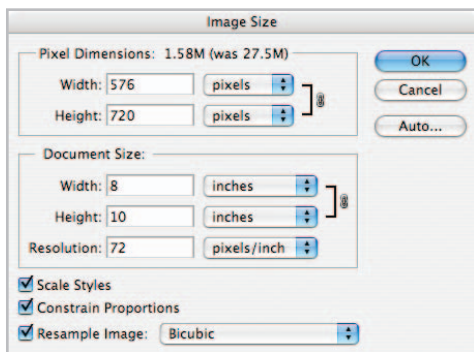 Image Size
Pixel Dimensions: 1.58M (was 27.5M)
Width: 576 pixels
Height: 720 pixels
OK
Cancel
Auto...
Document Size:
Width: 8 inches
Height: 10 inches
Resolution: 72 pixels/inch
Scale Styles
Constrain Proportions
Resample Image: Bicubic